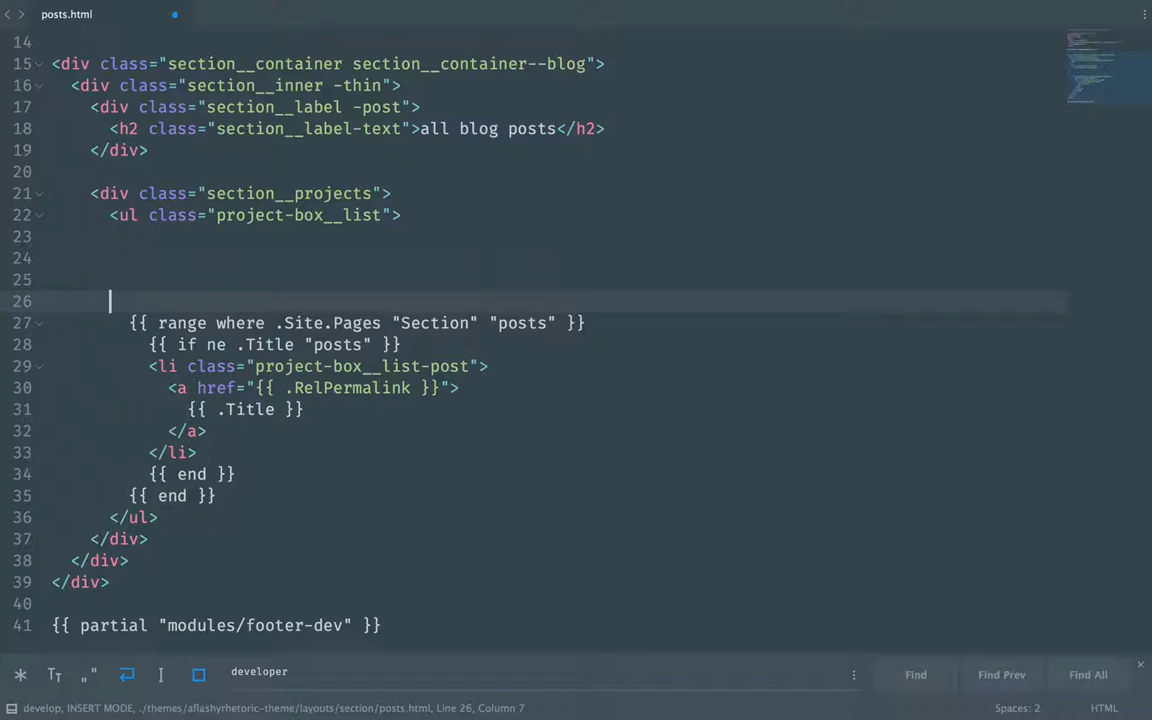 posts.html
14
15 <div class="section__container section__container--blog">
16 <div class="section__inner -thin">
17 <div class="section__label -post">
18 <h2 class="section__label-text">all blog posts</h2>
19 </div>
20
21 <div class="section__projects">
22 <ul class="project-box__list">
23
24
25
26
27 {{ range where .Site.Pages "Section" "posts" }}
28 {{ if ne .Title "posts" }}
29 <li class="project-box__list-post">
30 <a href="{{ .RelPermalink }}">
31 {{ .Title }}
32 </a>
33 </li>
34 {{ end }}
35 {{ end }}
36 </ul>
37 </div>
38 </div>
39 </div>
40
41 {{ partial "modules/footer-dev" }}
developer
Find Find Prev Find All
develop, INSERT MODE, ./themes/aflashyrhetoric-theme/layouts/section/posts.html, Line 26, Column 7 Spaces: 2 HTML